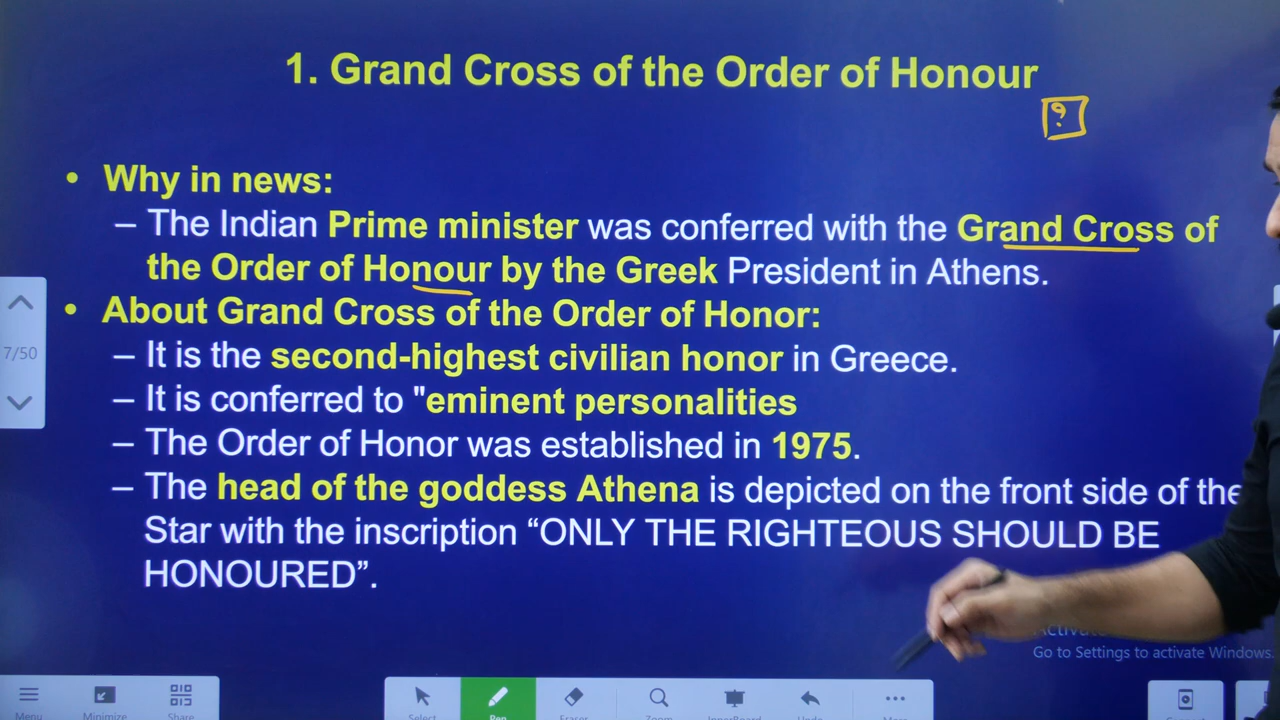 1. Grand Cross of the Order of Honour
?
• Why in news:
– The Indian Prime minister was conferred with the Grand Cross of
the Order of Honour by the Greek President in Athens.
• About Grand Cross of the Order of Honor:
– It is the second-highest civilian honor in Greece.
– It is conferred to "eminent personalities
– The Order of Honor was established in 1975.
– The head of the goddess Athena is depicted on the front side of the
Star with the inscription “ONLY THE RIGHTEOUS SHOULD BE
HONOURED”.
7/50
Go to Settings to activate Windows.
Menu Minimize Share Select Pen Eraser Zoom Undo More